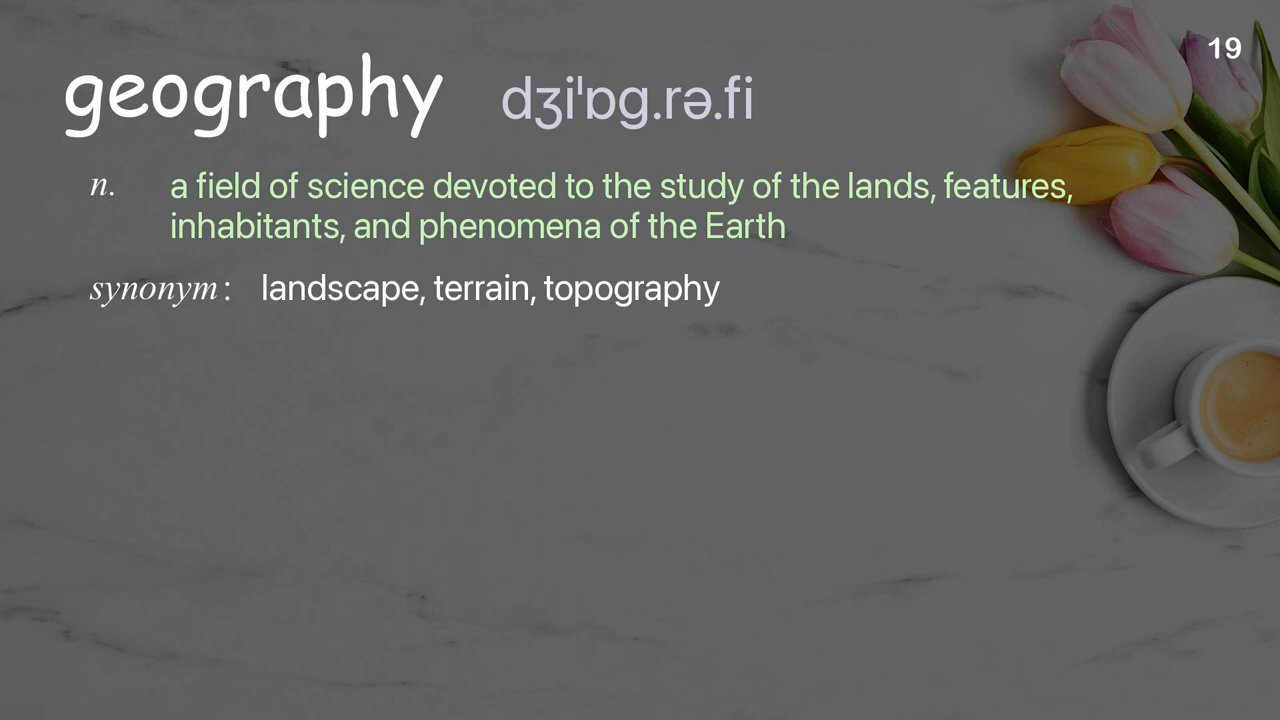 19
geography dʒiˈɒg.rə.fi
n. a field of science devoted to the study of the lands, features,
inhabitants, and phenomena of the Earth
synonym : landscape, terrain, topography